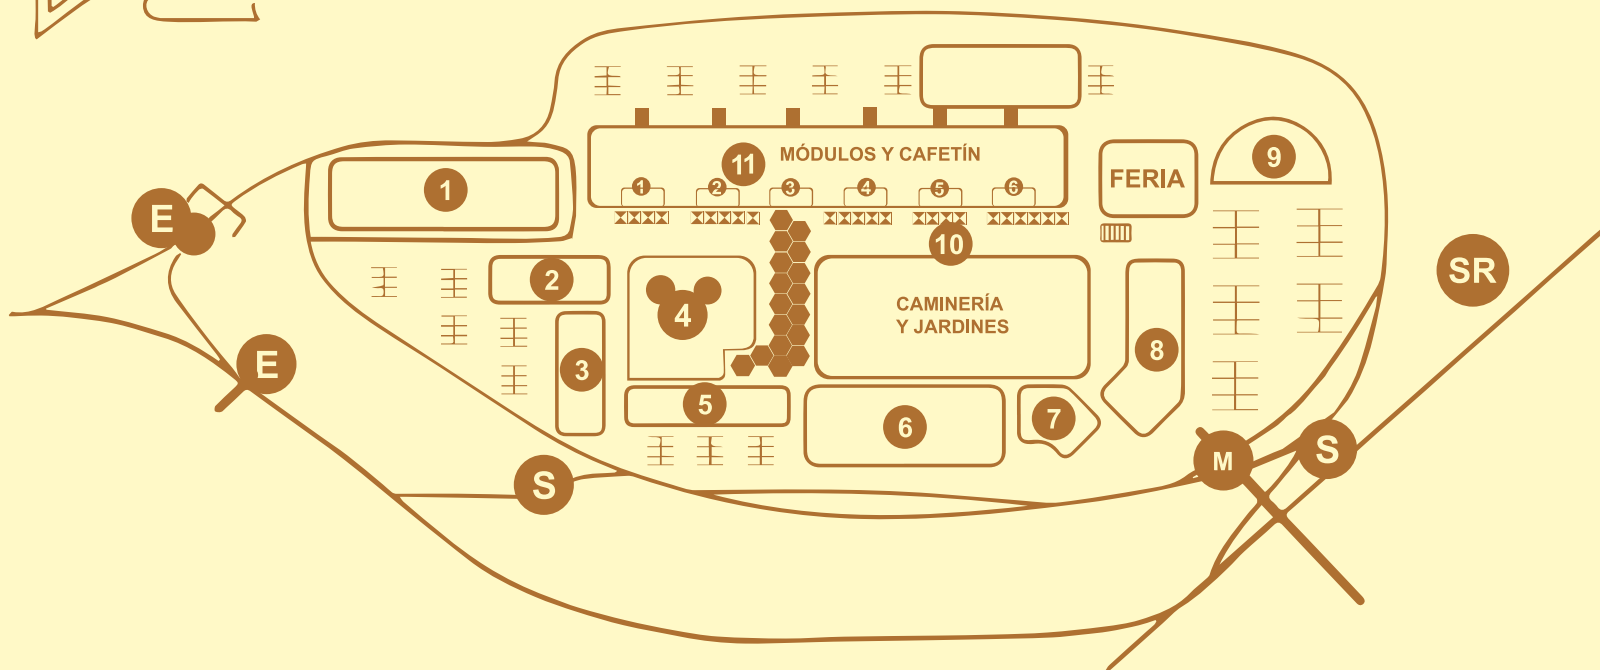 MÓDULOS Y CAFETÍN
11
1 2 3 4 5 6
FERIA
9
1
E
10
SR
2
4
CAMINERÍA
Y JARDINES
8
E
3
5
6
7
M
S
S